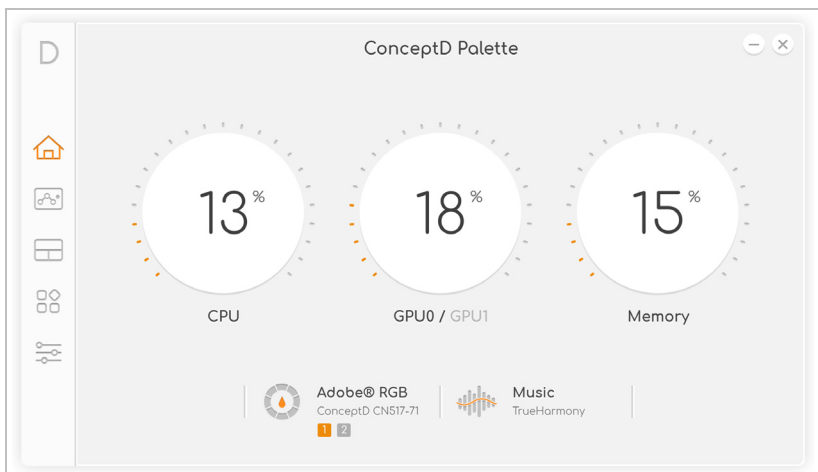 D
ConceptD Palette
13%
18%
15%
CPU
GPU0 / GPU1
Memory
Adobe® RGB
ConceptD CN517-71
1 2
Music
TrueHarmony